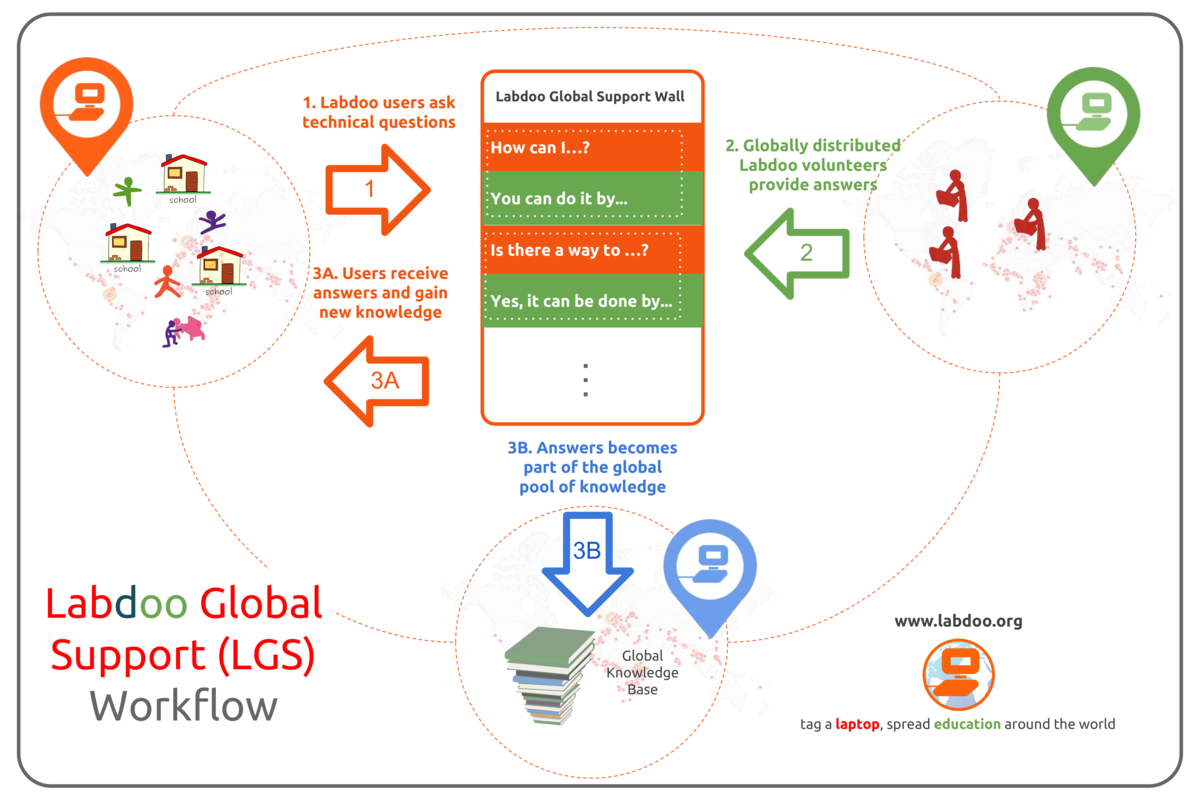 1. Labdoo users ask
technical questions
1
Labdoo Global Support Wall
How can I...?
You can do it by...
Is there a way to ...?
Yes, it can be done by...
2. Globally distributed
Labdoo volunteers
provide answers
2
school
school
school
3A. Users receive
answers and gain
new knowledge
3A
3B. Answers becomes
part of the global
pool of knowledge
3B
Global
Knowledge
Base
Labdoo Global
Support (LGS)
Workflow
www.labdoo.org
tag a laptop, spread education around the world